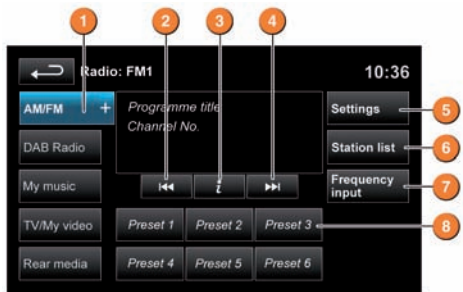 1 2 3 4
Radio: FM1 10:36
AM/FM + Programme title Settings 5
Channel No.
DAB Radio Station list 6
My music i Frequency input 7
TV/My video Preset 1 Preset 2 Preset 3 8
Rear media Preset 4 Preset 5 Preset 6